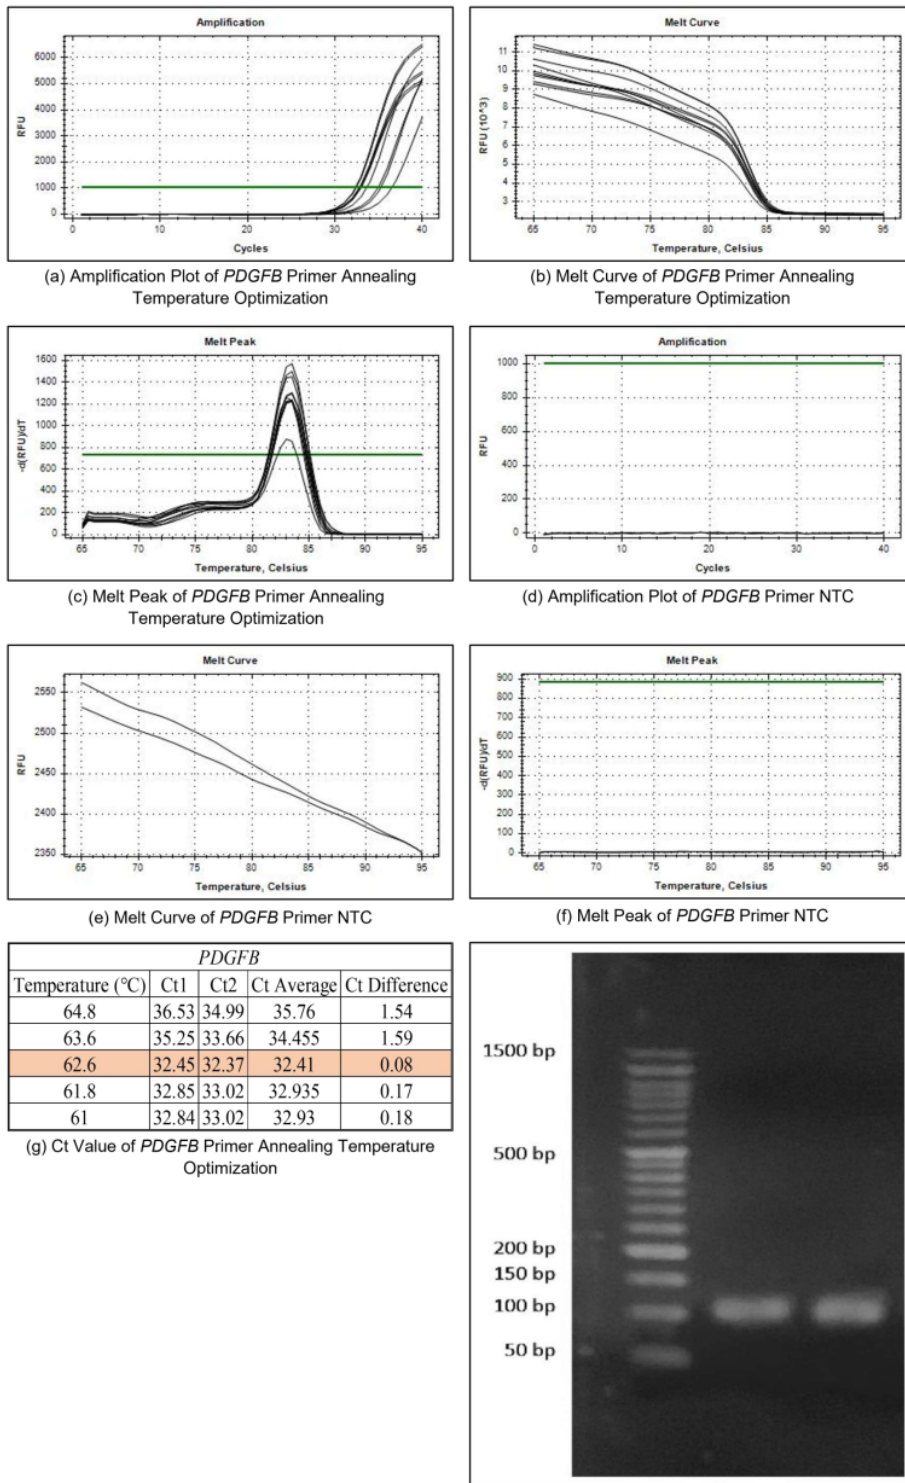 Amplification
RFU
6000
5000
4000
3000
2000
1000
0
0 10 20 30 40
Cycles
(a) Amplification Plot of PDGFB Primer Annealing
Temperature Optimization
Melt Curve
RFU (10^3)
11
10
9
8
7
6
5
4
3
65 70 75 80 85 90 95
Temperature, Celsius
(b) Melt Curve of PDGFB Primer Annealing
Temperature Optimization
Melt Peak
-d(RFU)/dT
1600
1400
1200
1000
800
600
400
200
0
65 70 75 80 85 90 95
Temperature, Celsius
(c) Melt Peak of PDGFB Primer Annealing
Temperature Optimization
Amplification
RFU
1000
800
600
400
200
0
0 10 20 30 40
Cycles
(d) Amplification Plot of PDGFB Primer NTC
Melt Curve
RFU
2550
2500
2450
2400
2350
65 70 75 80 85 90 95
Temperature, Celsius
(e) Melt Curve of PDGFB Primer NTC
Melt Peak
-d(RFU)/dT
900
800
700
600
500
400
300
200
100
0
65 70 75 80 85 90 95
Temperature, Celsius
(f) Melt Peak of PDGFB Primer NTC
PDGFB
Temperature (°C) Ct1 Ct2 Ct Average Ct Difference
64.8 36.53 34.99 35.76 1.54
63.6 35.25 33.66 34.455 1.59
62.6 32.45 32.37 32.41 0.08
61.8 32.85 33.02 32.935 0.17
61 32.84 33.02 32.93 0.18
(g) Ct Value of PDGFB Primer Annealing Temperature
Optimization
1500 bp
500 bp
200 bp
150 bp
100 bp
50 bp